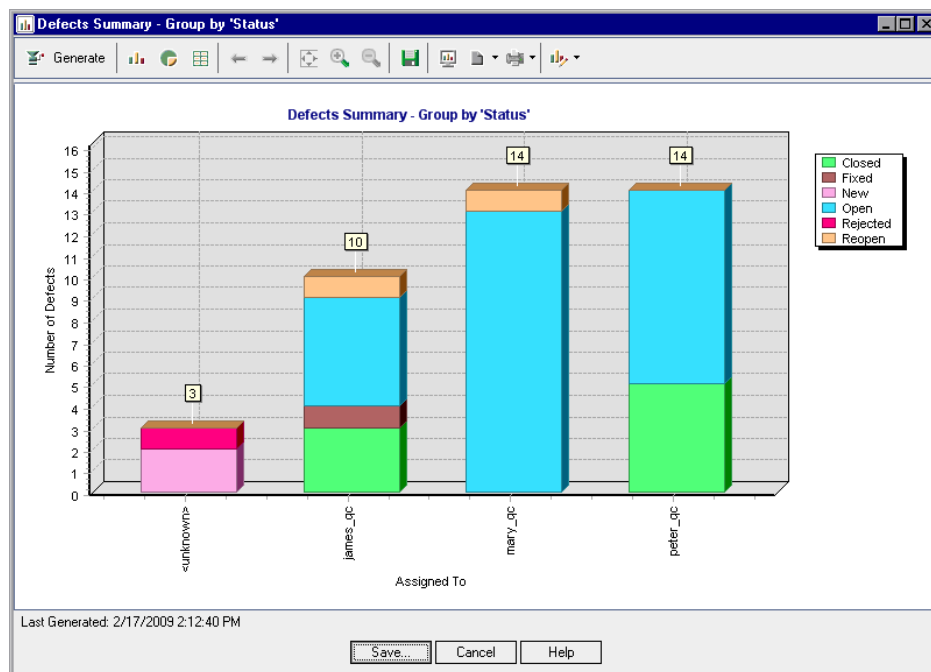 Defects Summary - Group by 'Status'
Generate
Defects Summary - Group by 'Status'
16
15
14
13
12
11
10
9
8
7
6
5
4
3
2
1
0
Number of Defects
3
10
14
14
<unknown>
james_qc
mary_qc
peter_qc
Assigned To
Closed
Fixed
New
Open
Rejected
Reopen
Last Generated: 2/17/2009 2:12:40 PM
Save... Cancel Help